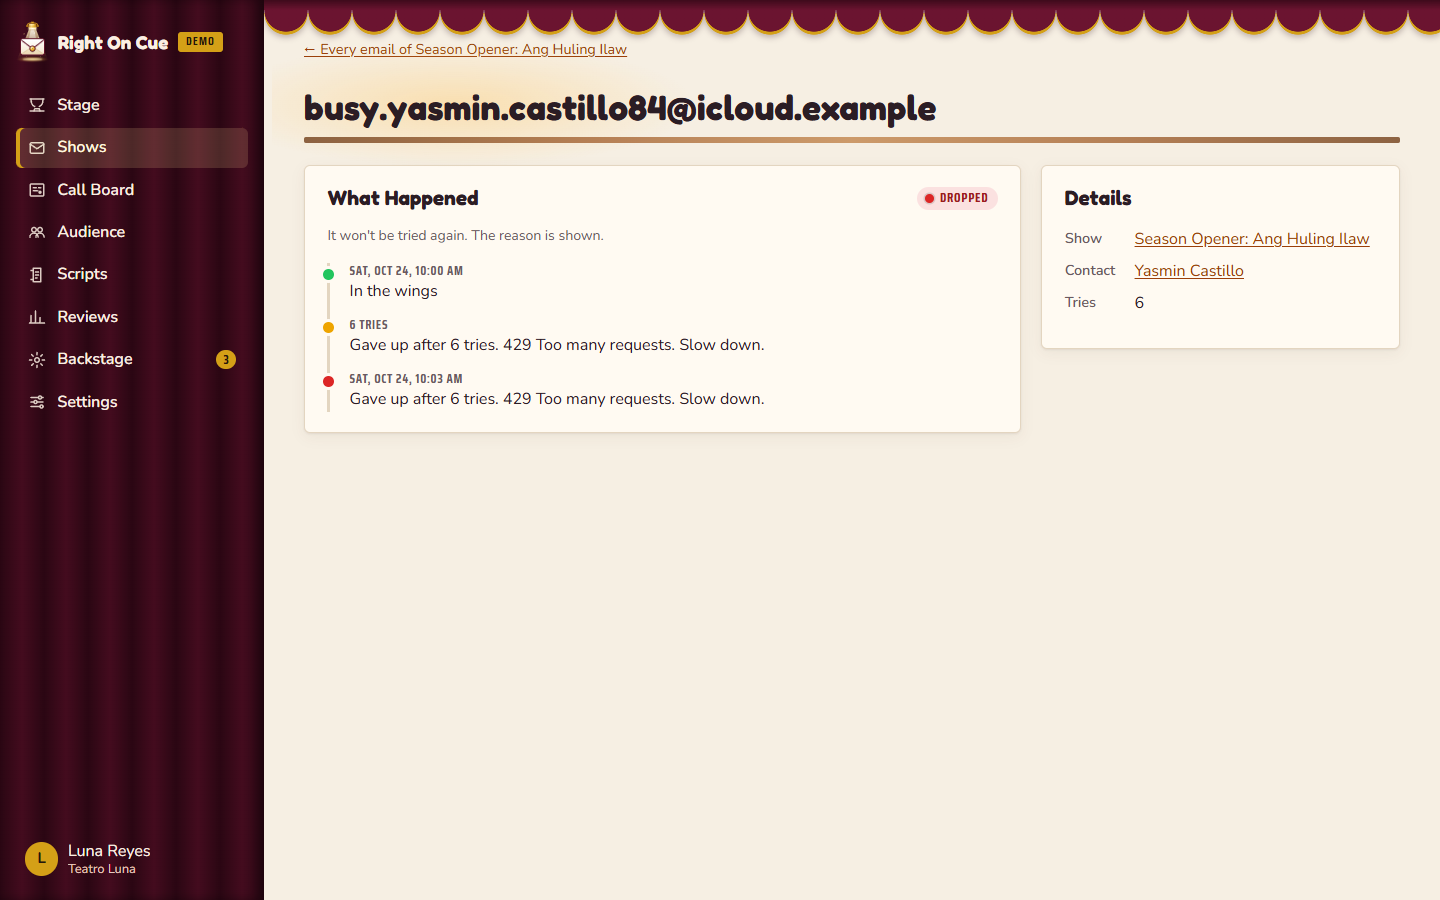 Right On Cue DEMO
Stage
Shows
Call Board
Audience
Scripts
Reviews
Backstage 3
Settings
L
Luna Reyes
Teatro Luna
← Every email of Season Opener: Ang Huling Ilaw
busy.yasmin.castillo84@icloud.example
What Happened
DROPPED
It won't be tried again. The reason is shown.
SAT, OCT 24, 10:00 AM
In the wings
6 TRIES
Gave up after 6 tries. 429 Too many requests. Slow down.
SAT, OCT 24, 10:03 AM
Gave up after 6 tries. 429 Too many requests. Slow down.
Details
Show Season Opener: Ang Huling Ilaw
Contact Yasmin Castillo
Tries 6